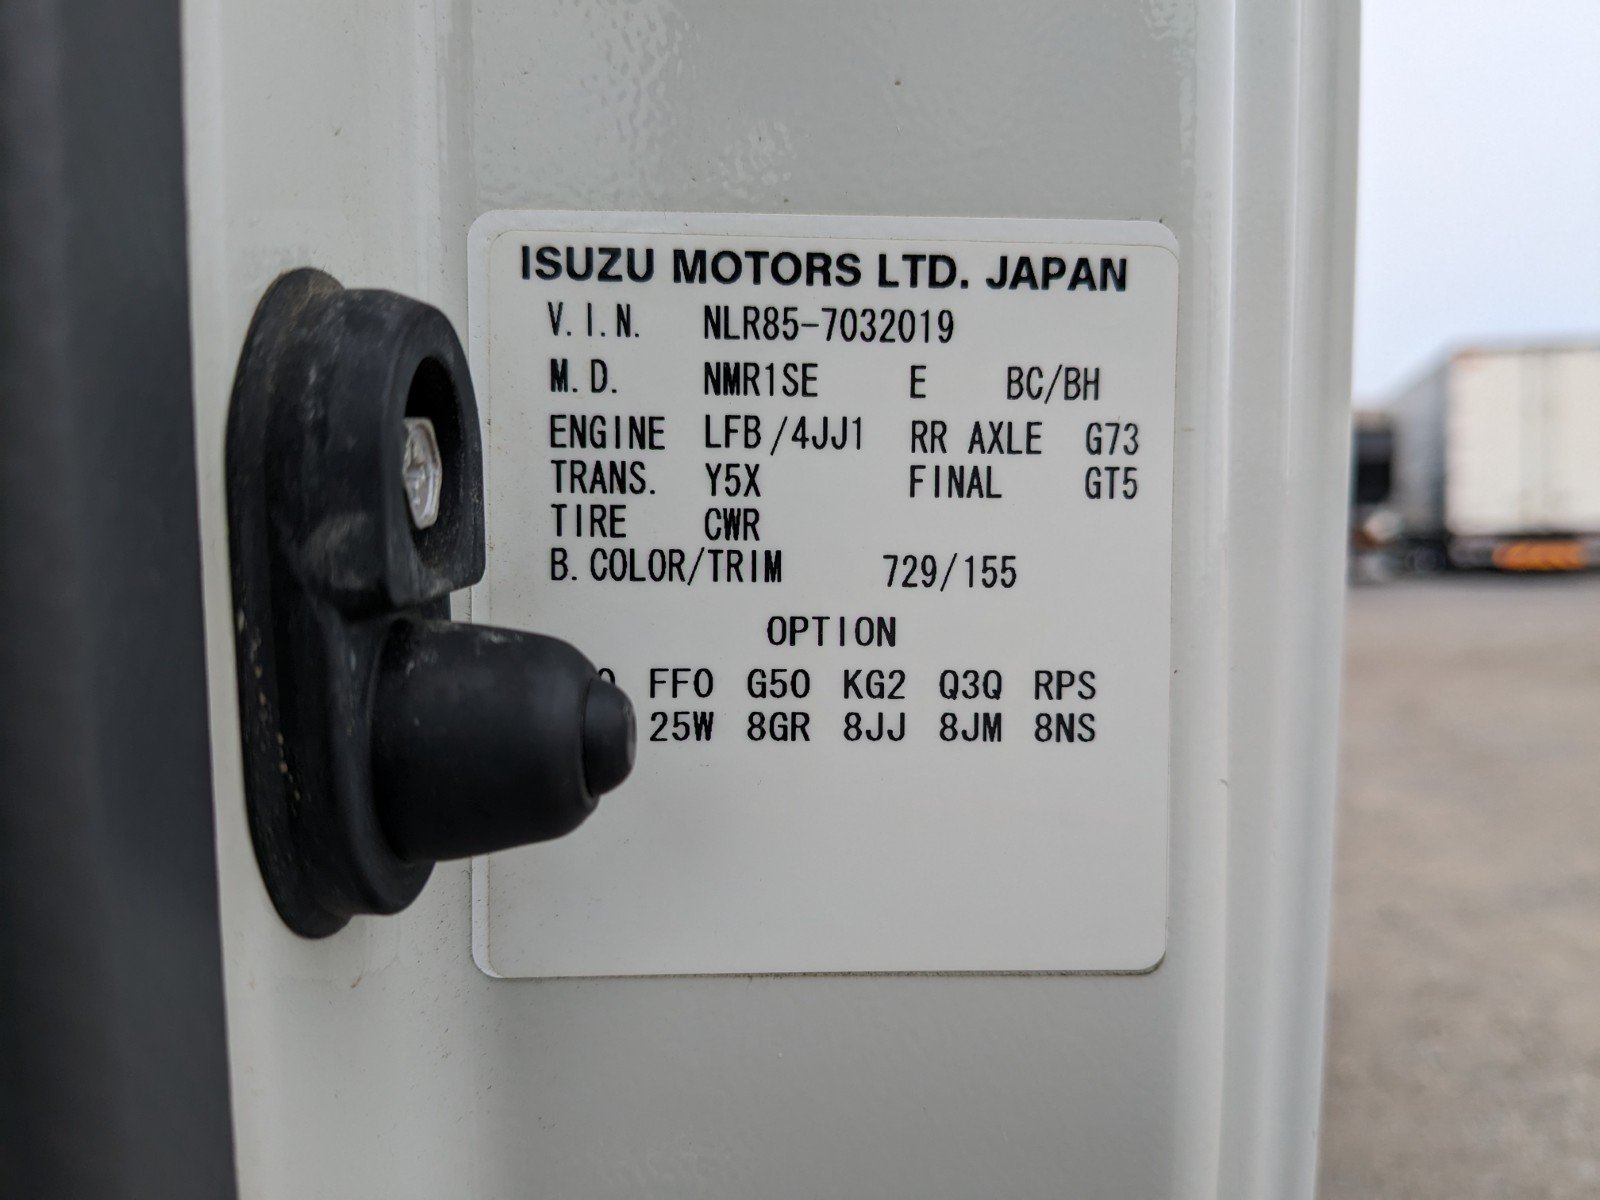 ISUZU MOTORS LTD. JAPAN
V.I.N. NLR85-7032019
M.D. NMR1SE E BC/BH
ENGINE LFB/4JJ1 RR AXLE G73
TRANS. Y5X FINAL GT5
TIRE CWR
B.COLOR/TRIM 729/155
OPTION
FF0 G50 KG2 Q3Q RPS
25W 8GR 8JJ 8JM 8NS